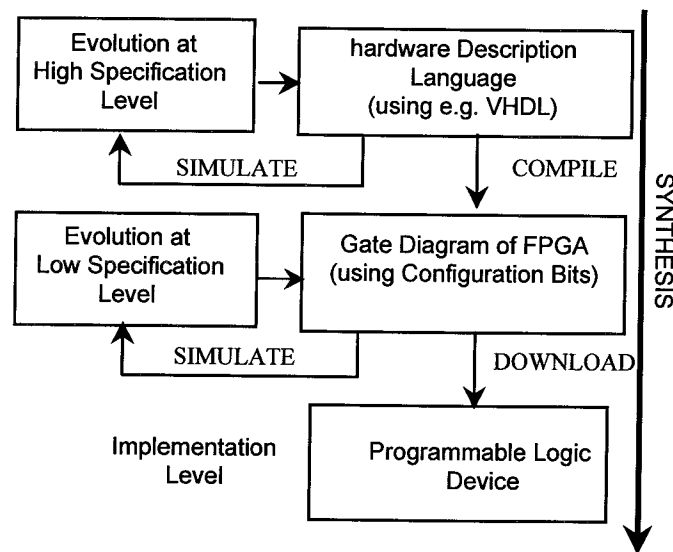 Evolution at
High Specification
Level
hardware Description
Language
(using e.g. VHDL)
SIMULATE
COMPILE
Evolution at
Low Specification
Level
Gate Diagram of FPGA
(using Configuration Bits)
SIMULATE
DOWNLOAD
Implementation
Level
Programmable Logic
Device
SYNTHESIS